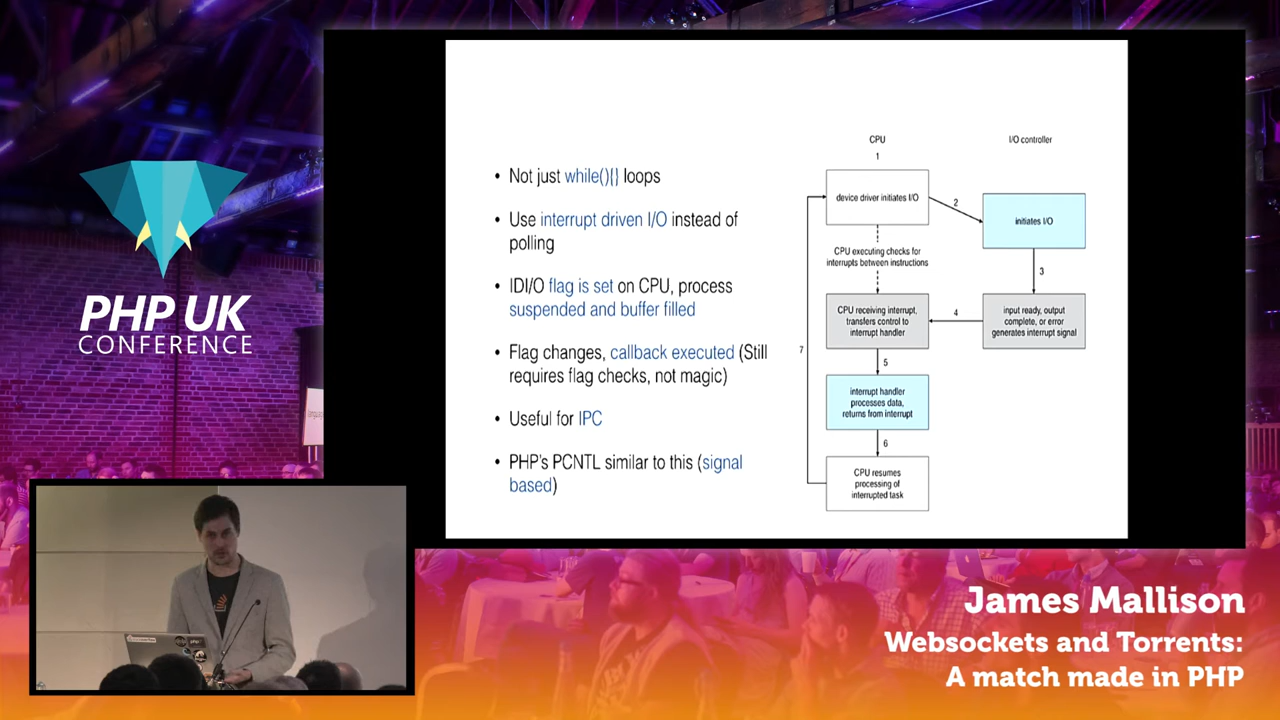 PHP UK
CONFERENCE
• Not just while(){} loops
• Use interrupt driven I/O instead of
polling
• IDI/O flag is set on CPU, process
suspended and buffer filled
• Flag changes, callback executed (Still
requires flag checks, not magic)
• Useful for IPC
• PHP's PCNTL similar to this (signal
based)
CPU
I/O controller
1
device driver initiates I/O
2
initiates I/O
CPU executing checks for
interrupts between instructions
3
CPU receiving interrupt,
transfers control to
interrupt handler
4
input ready, output
complete, or error
generates interrupt signal
7
5
interrupt handler
processes data,
returns from interrupt
6
CPU resumes
processing of
interrupted task
James Mallison
Websockets and Torrents:
A match made in PHP